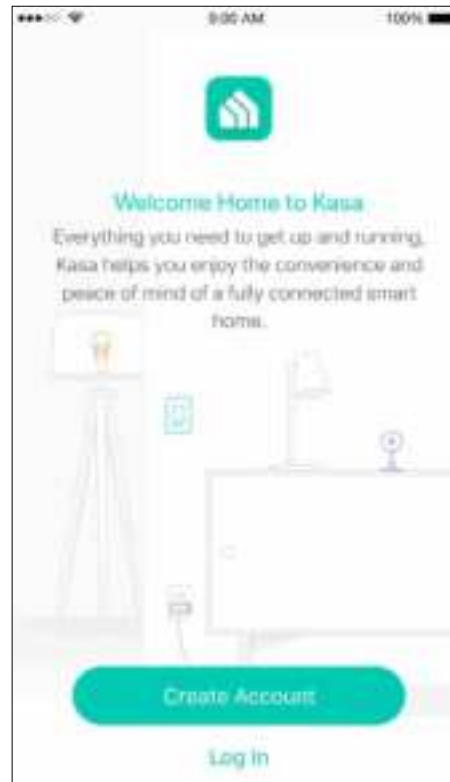 9:00 AM 100%
Welcome Home to Kasa
Everything you need to get up and running,
Kasa helps you enjoy the convenience and
peace of mind of a fully connected smart
home.
Create Account
Log In